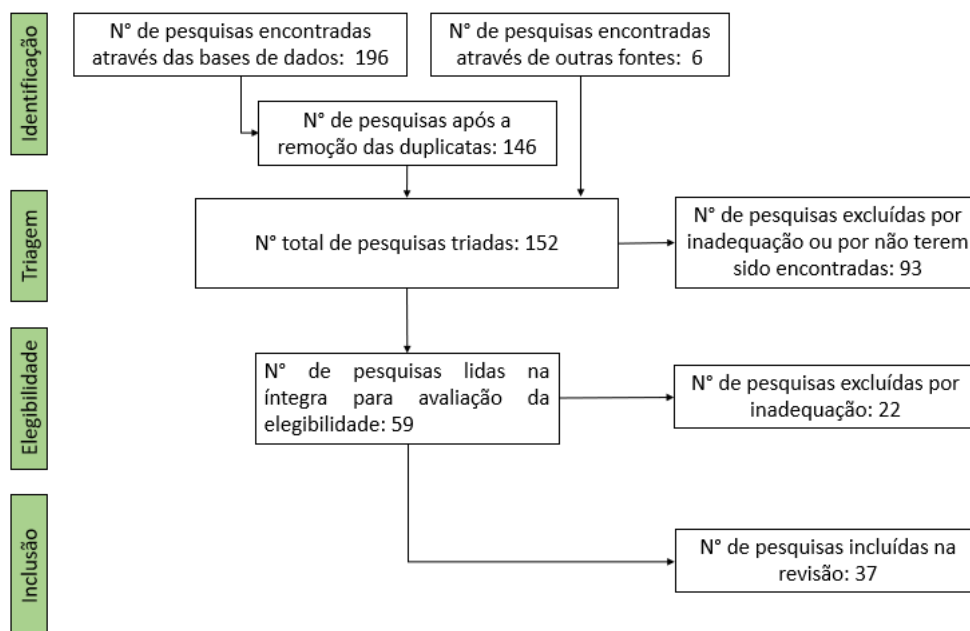 Identificação
N° de pesquisas encontradas
através das bases de dados: 196
N° de pesquisas encontradas
através de outras fontes: 6
N° de pesquisas após a
remoção das duplicatas: 146
Triagem
N° total de pesquisas triadas: 152
N° de pesquisas excluídas por
inadequação ou por não terem
sido encontradas: 93
Elegibilidade
N° de pesquisas lidas na
íntegra para avaliação da
elegibilidade: 59
N° de pesquisas excluídas por
inadequação: 22
Inclusão
N° de pesquisas incluídas na
revisão: 37